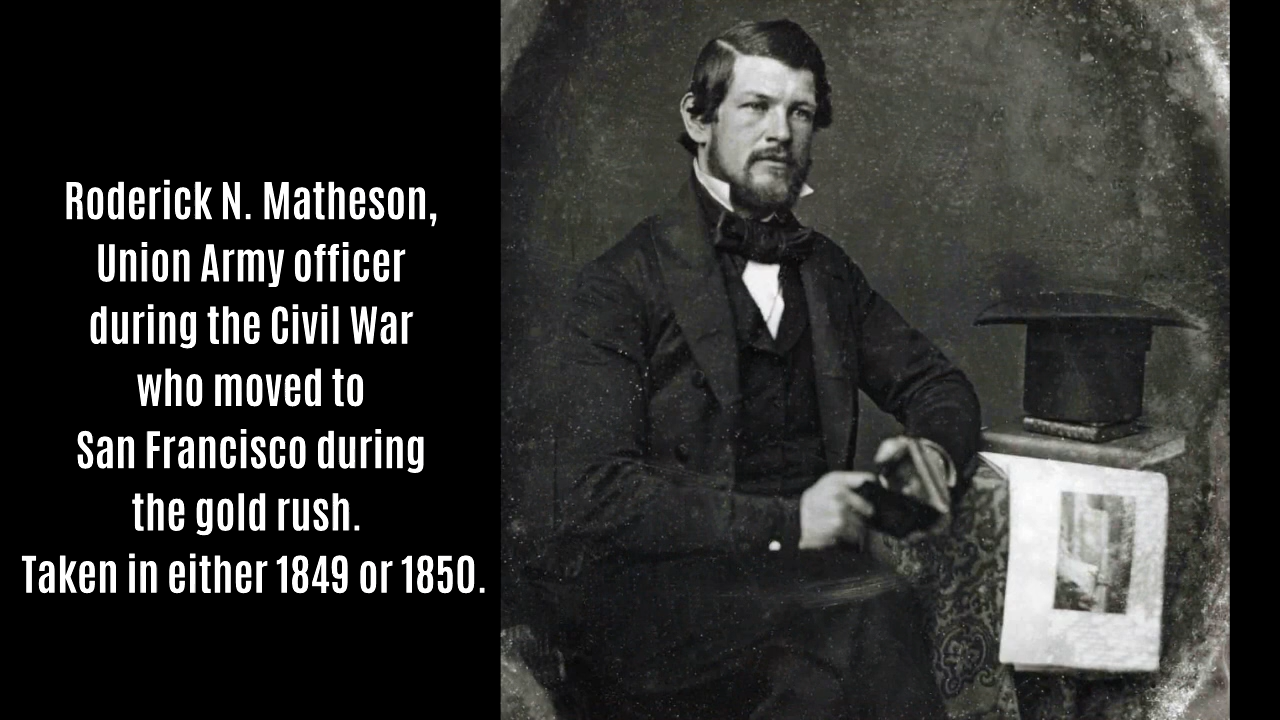 Roderick N. Matheson,
Union Army officer
during the Civil War
who moved to
San Francisco during
the gold rush.
Taken in either 1849 or 1850.